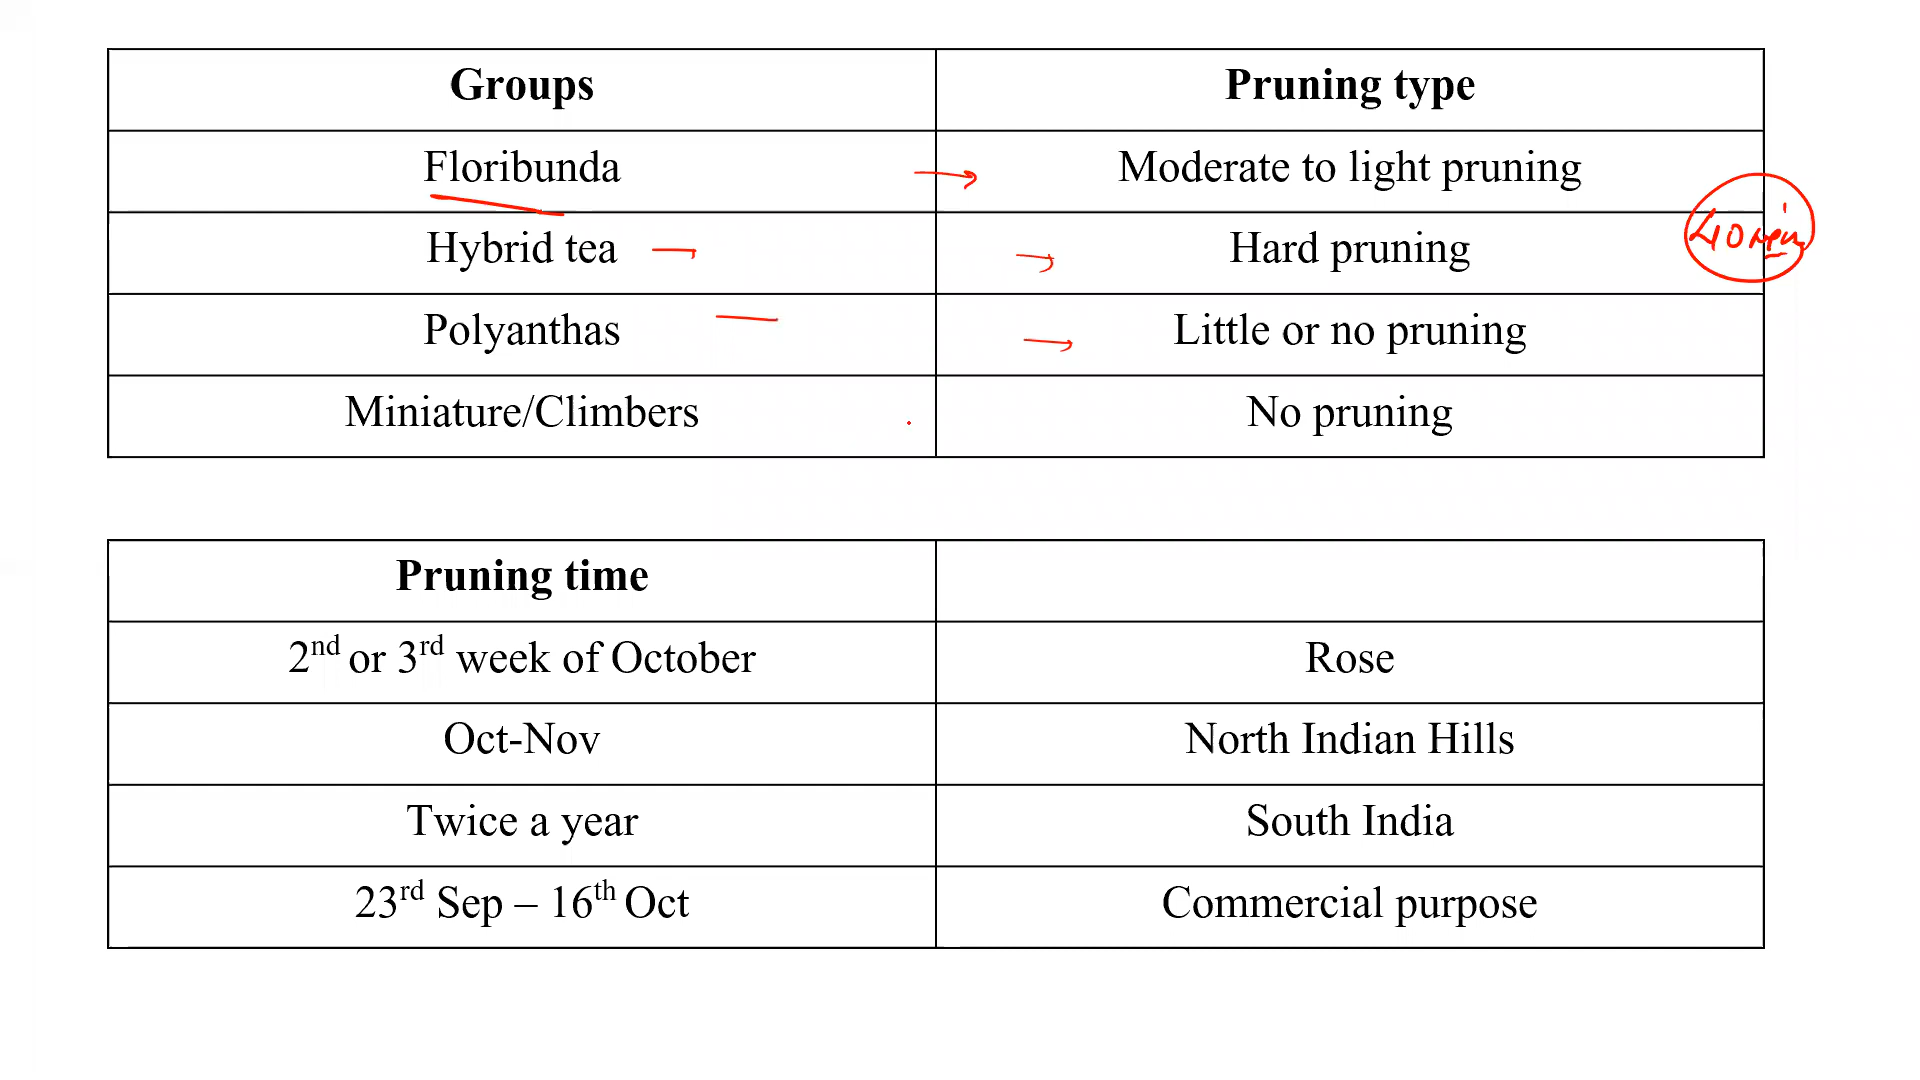 Groups Pruning type
Floribunda Moderate to light pruning
Hybrid tea Hard pruning
40
Polyanthas Little or no pruning
Miniature/Climbers No pruning
Pruning time
2nd or 3rd week of October Rose
Oct-Nov North Indian Hills
Twice a year South India
23rd Sep – 16th Oct Commercial purpose